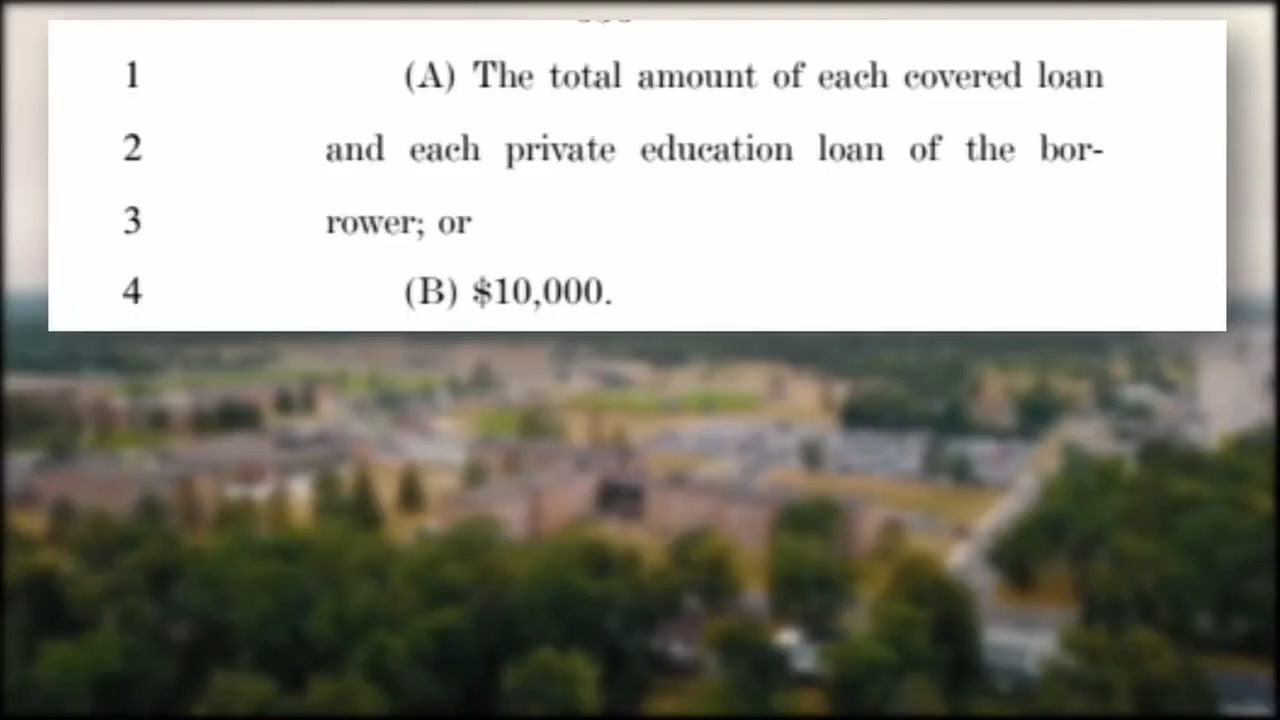 1 (A) The total amount of each covered loan
2 and each private education loan of the bor-
3 rower; or
4 (B) $10,000.